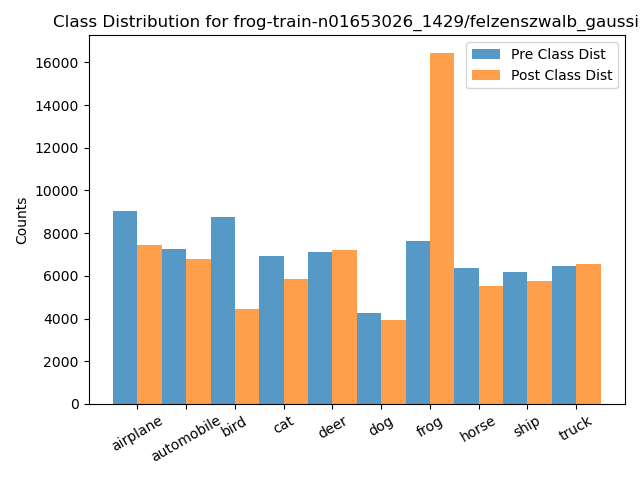 Class Distribution for frog-train-n01653026_1429/felzenszwalb_gaussi
Pre Class Dist
Post Class Dist
16000
14000
12000
10000
8000
6000
4000
2000
0
Counts
airplane
automobile
bird
cat
deer
dog
frog
horse
ship
truck